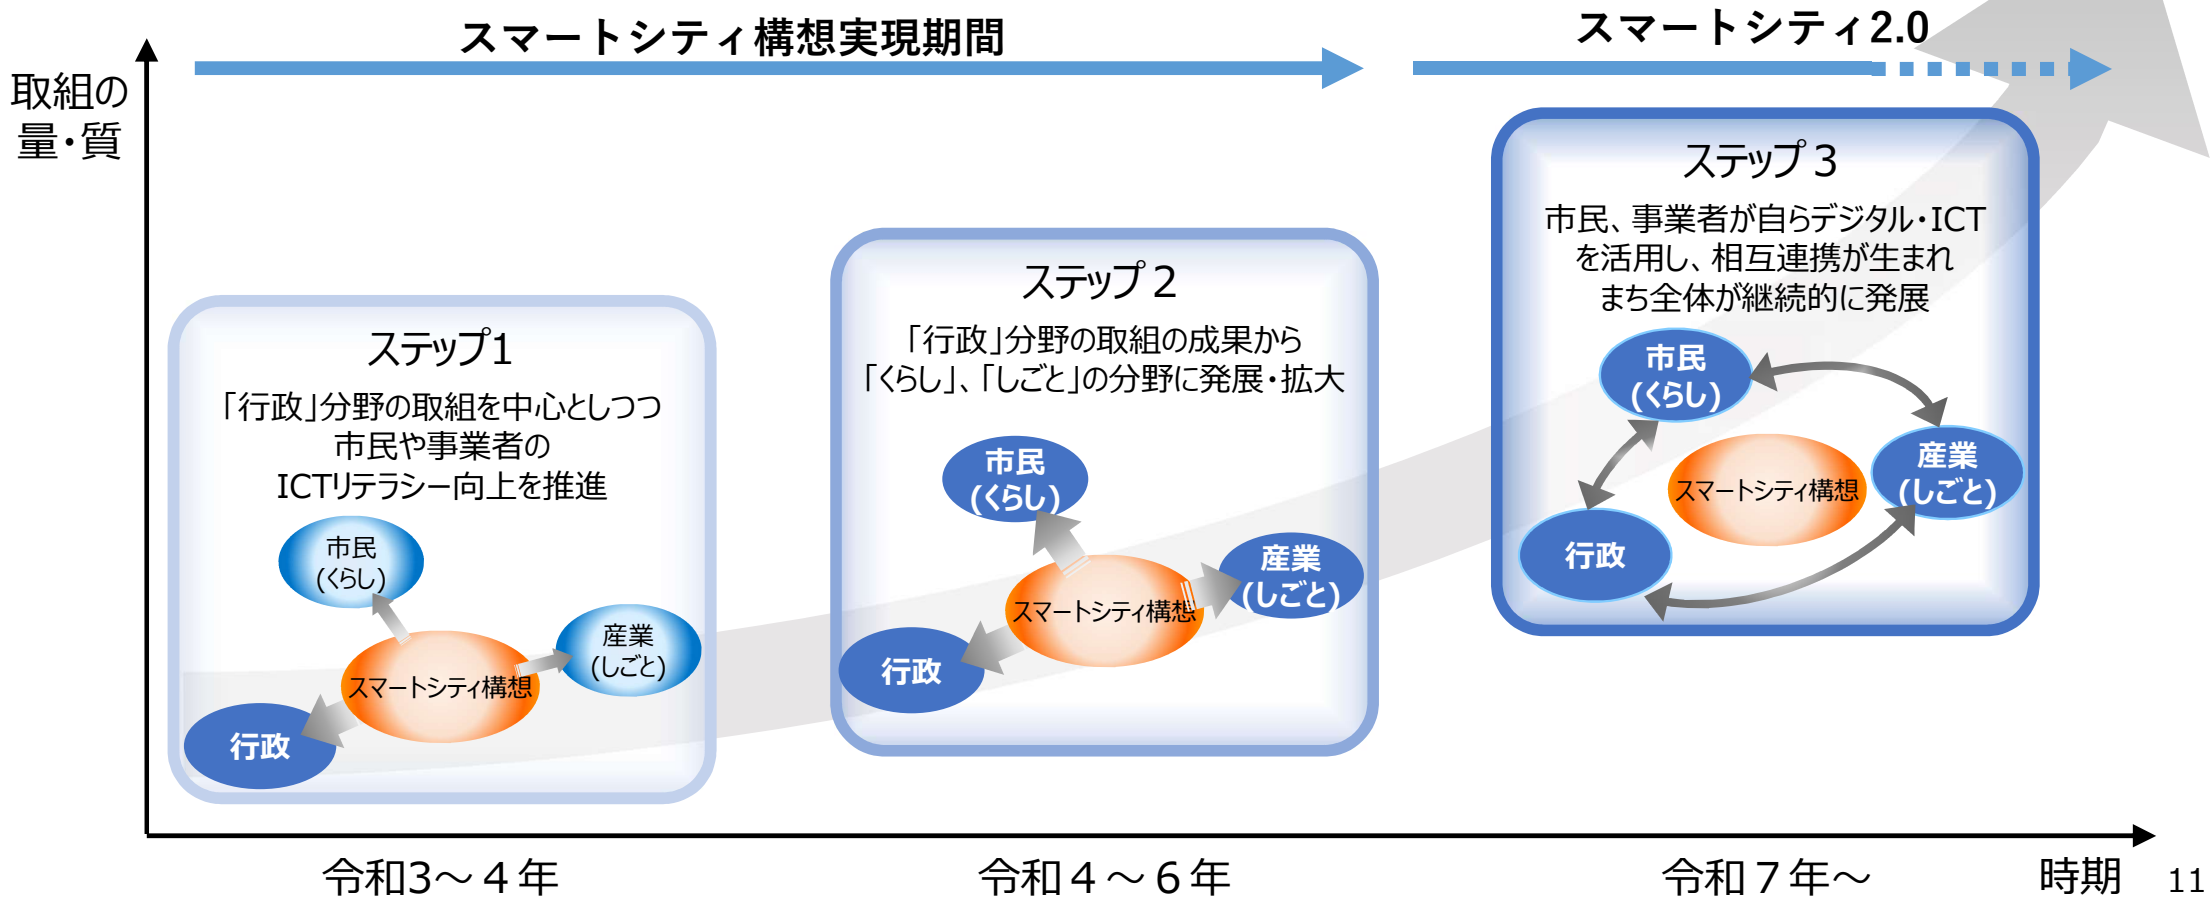 スマートシティ構想実現期間
スマートシティ2.0
取組の
量・質
ステップ1
「行政」分野の取組を中心としつつ
市民や事業者の
ICTリテラシー向上を推進
市民
(くらし)
産業
(しごと)
スマートシティ構想
行政
ステップ２
「行政」分野の取組の成果から
「くらし」、「しごと」の分野に発展・拡大
市民
(くらし)
産業
(しごと)
スマートシティ構想
行政
ステップ３
市民、事業者が自らデジタル・ICT
を活用し、相互連携が生まれ
まち全体が継続的に発展
市民
(くらし)
産業
(しごと)
スマートシティ構想
行政
令和3～４年
令和４～６年
令和７年～
時期
11